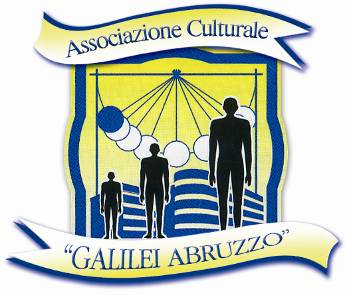 Associazione Culturale
"GALILEI ABRUZZO"